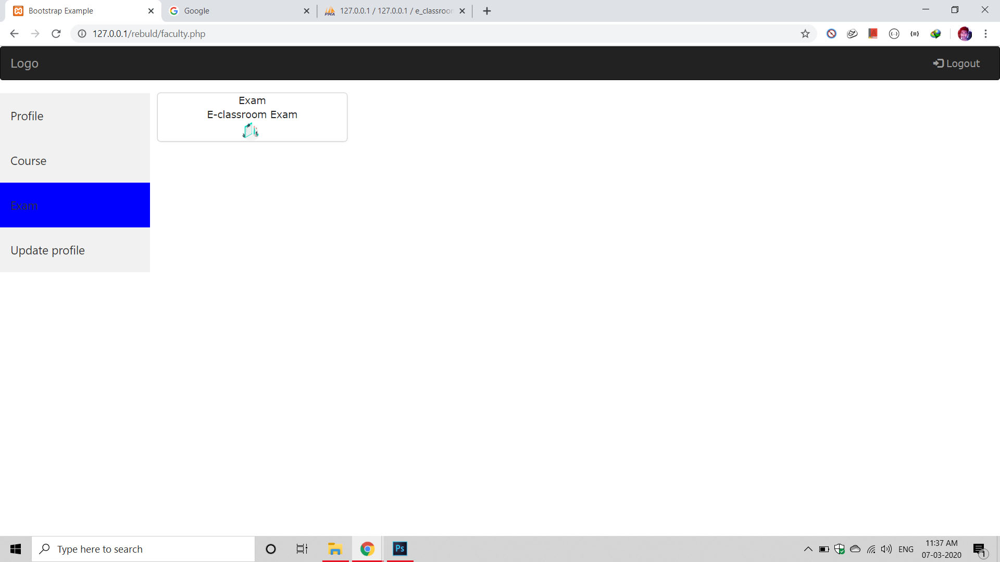 Bootstrap Example
Google
PMA
127.0.0.1 / 127.0.0.1 / e_classroo
127.0.0.1/rebuld/faculty.php
Logo
Logout
Profile
Course
Exam
Update profile
Exam
E-classroom Exam
Type here to search
Ps
ENG
11:37 AM
07-03-2020
1